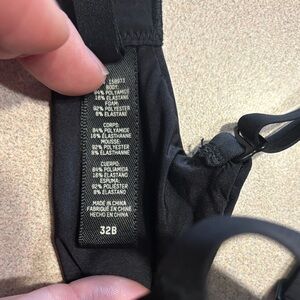 158073
BODY:
84% POLYAMIDE
16% ELASTANE
FOAM:
92% POLYESTER
8% ELASTANE
CORPS:
84% POLYAMIDE
16% ELASTHANNE
MOUSSE:
92% POLYESTER
8% ELASTHANNE
CUERPO:
84% POLIAMIDA
16% ELASTANO
ESPUMA:
92% POLIÉSTER
8% ELASTANO
MADE IN CHINA
FABRIQUÉ EN CHINE
HECHO EN CHINA
32B